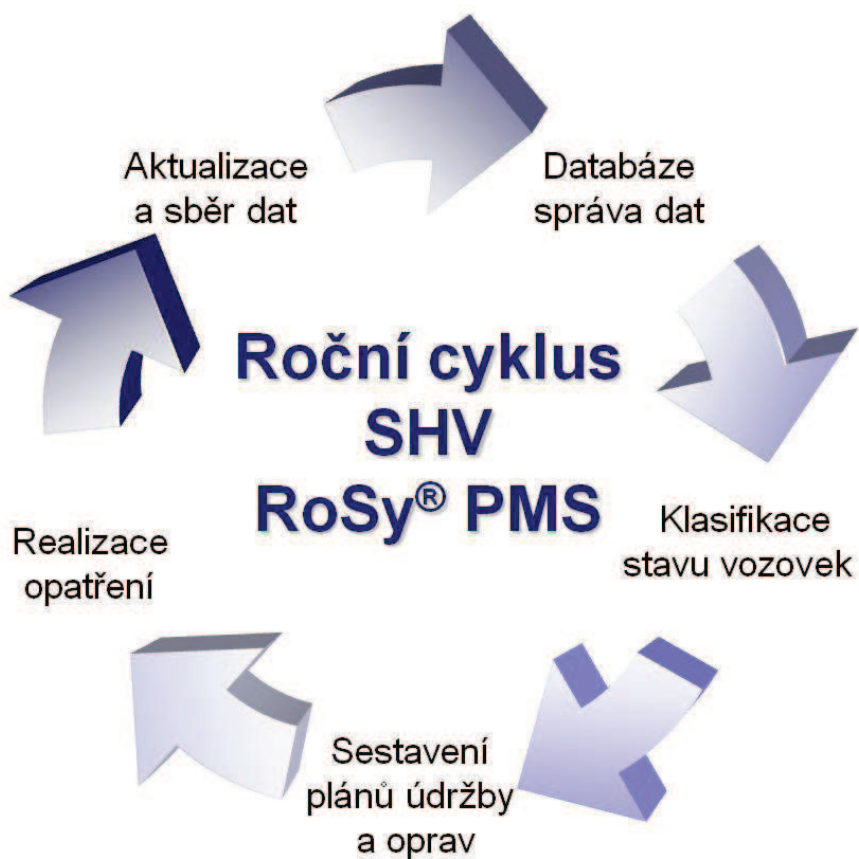 Aktualizace
a sběr dat
Databáze
správa dat
Roční cyklus
SHV
RoSy® PMS
Klasifikace
stavu vozovek
Sestavení
plánů údržby
a oprav
Realizace
opatření